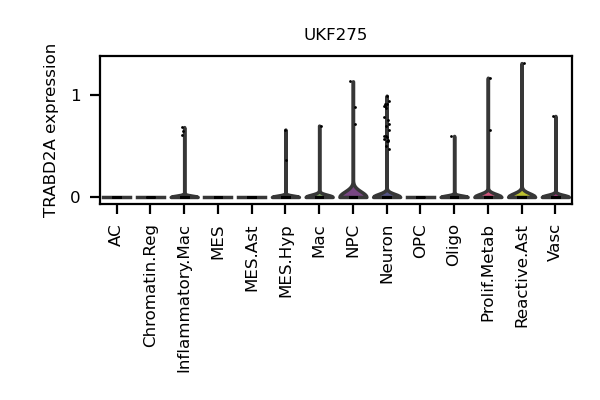 UKF275
TRABD2A expression
1
0
AC
Chromatin.Reg
Inflammatory.Mac
MES
MES.Ast
MES.Hyp
Mac
NPC
Neuron
OPC
Oligo
Prolif.Metab
Reactive.Ast
Vasc